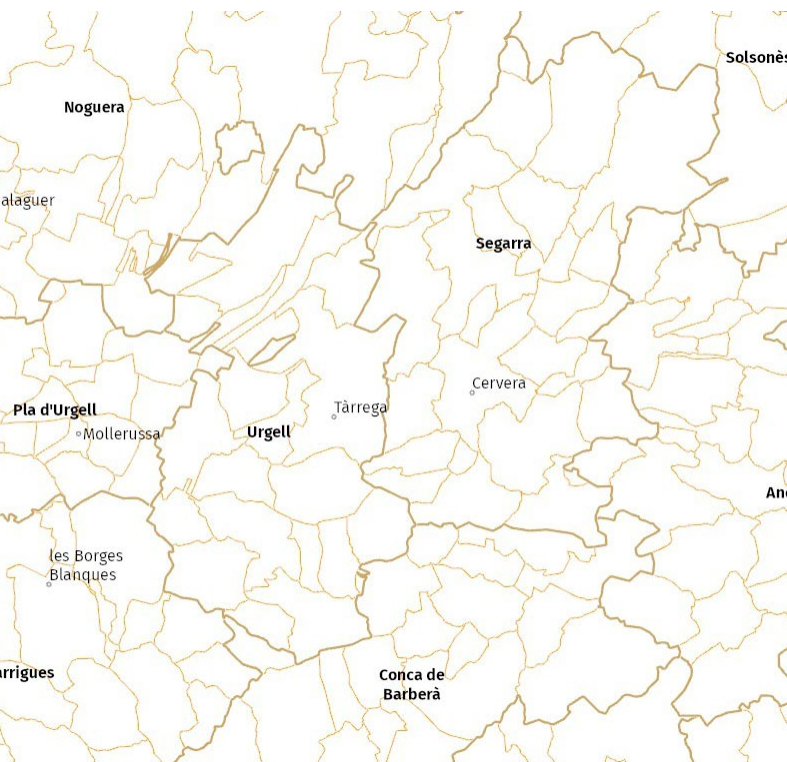 Solsonès
Noguera
alaguer
Segarra
Cervera
Tàrrega
Pla d'Urgell
Urgell
Mollerussa
An
les Borges
Blanques
arrigues
Conca de
Barberà